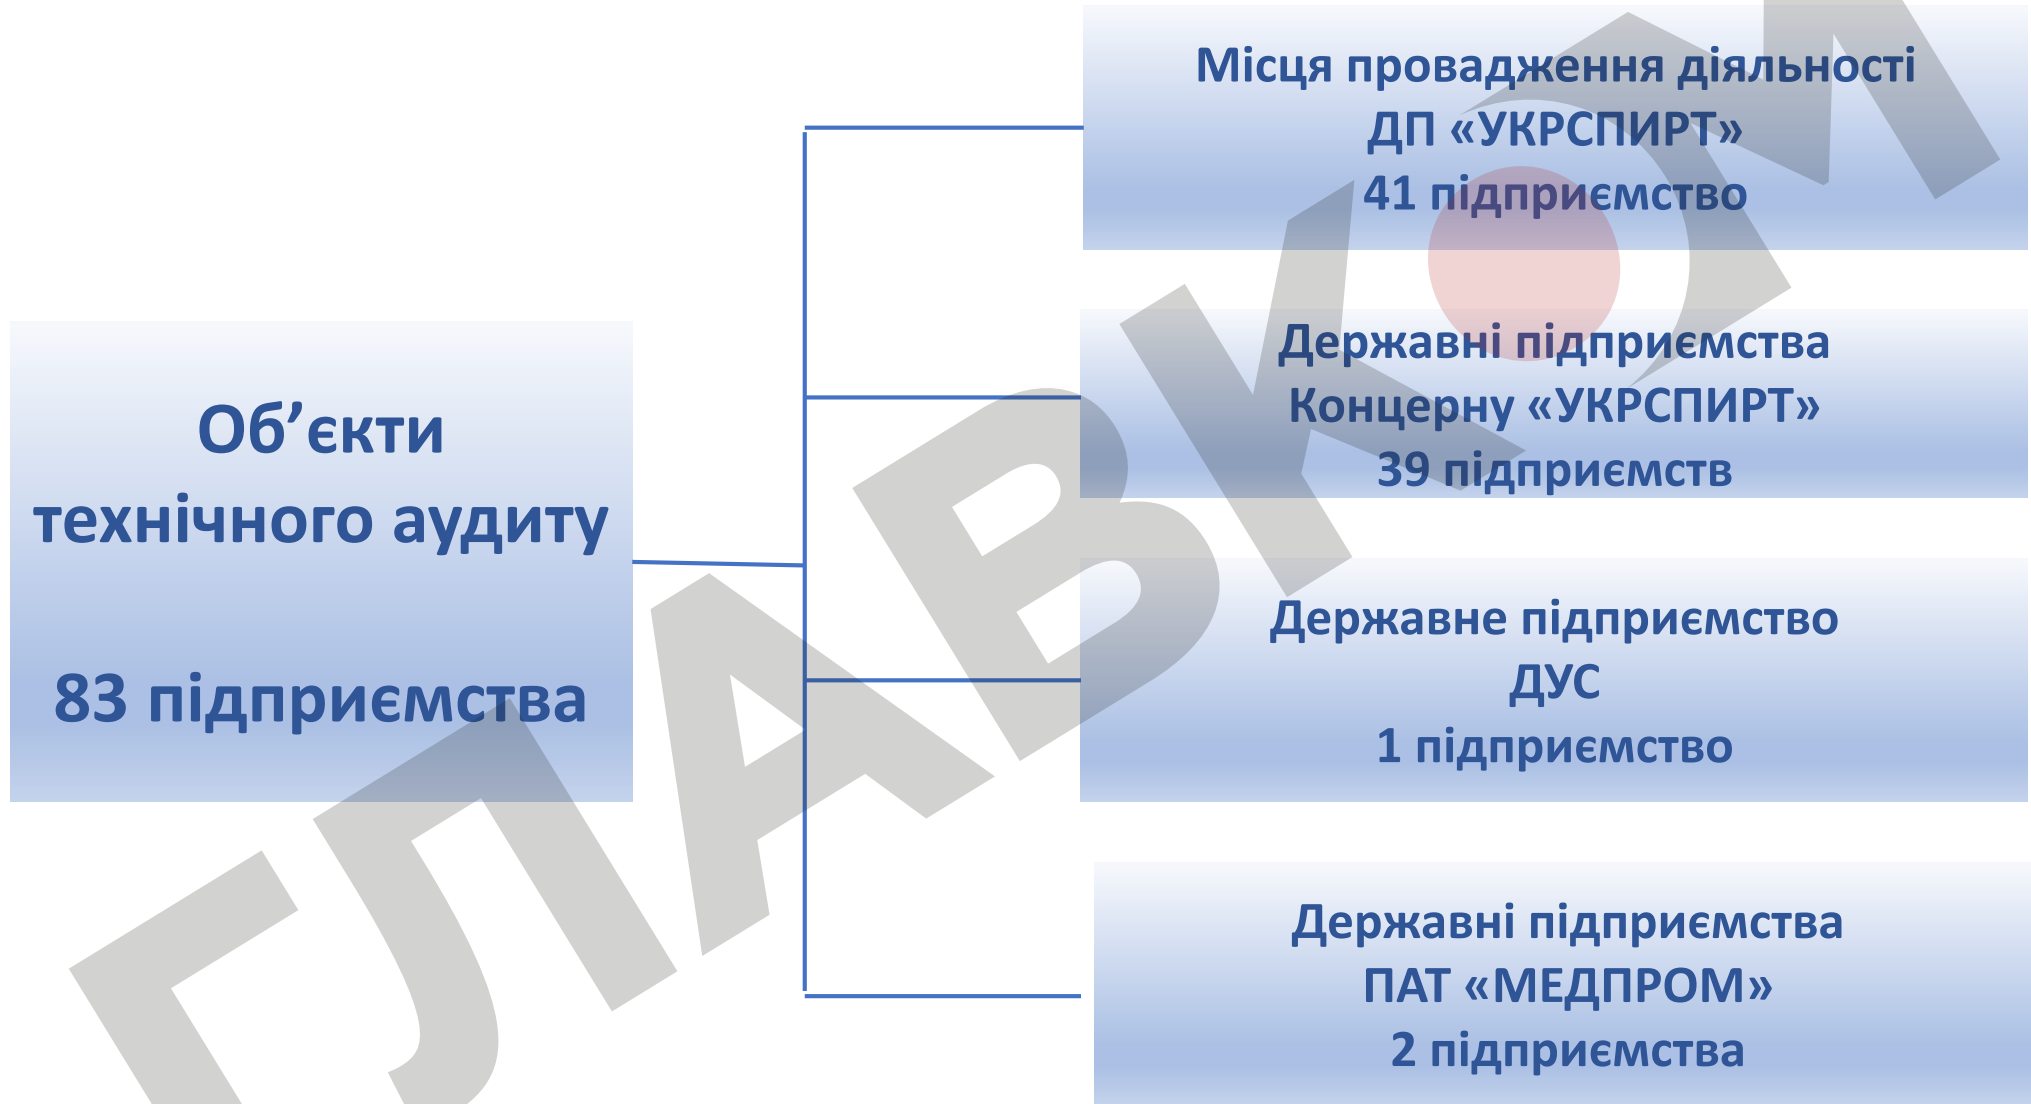 Об’єкти
технічного аудиту
83 підприємства
Місця провадження діяльності
ДП «УКРСПИРТ»
41 підприємство
Державні підприємства
Концерну «УКРСПИРТ»
39 підприємств
Державне підприємство
ДУС
1 підприємство
Державні підприємства
ПАТ «МЕДПРОМ»
2 підприємства
ГЛАВКОМ